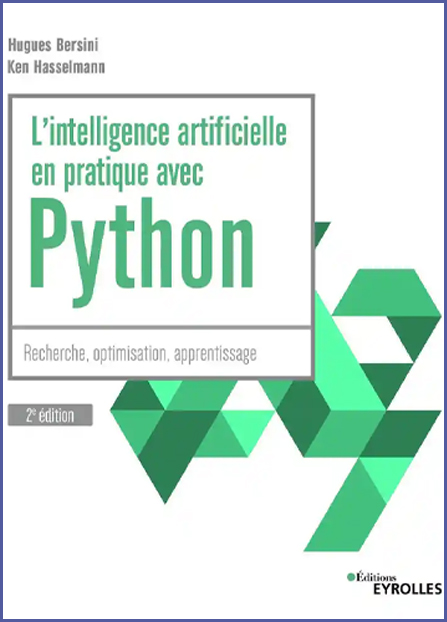 Hugues Bersini
Ken Hasselmann
L'intelligence artificielle
en pratique avec
Python
Recherche, optimisation, apprentissage
2e édition
Éditions
EYROLLES